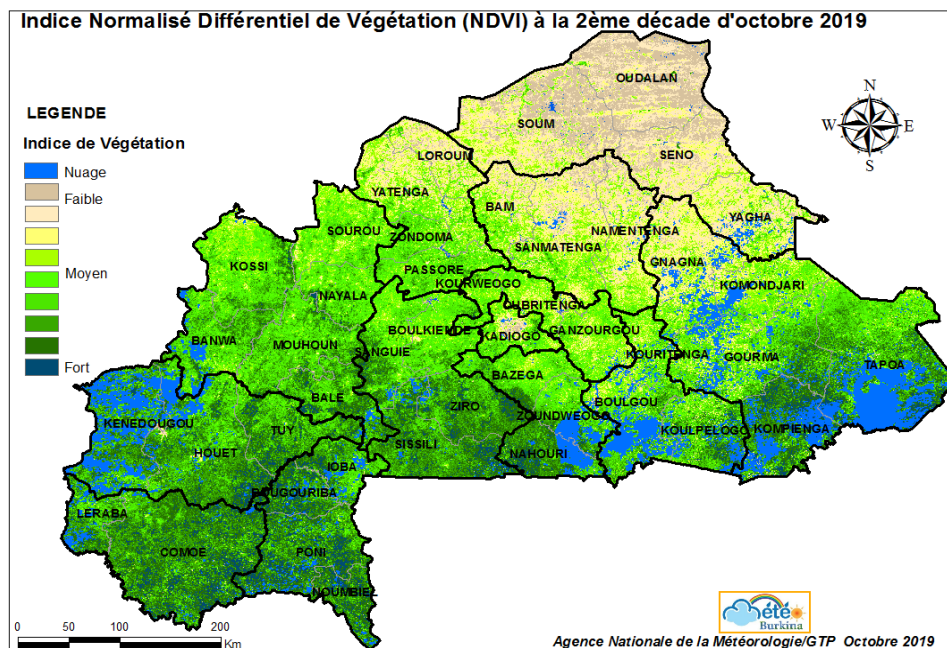 Indice Normalisé Différentiel de Végétation (NDVI) à la 2ème décade d'octobre 2019
OUDALAN
N
LEGENDE
W
E
SOUM
S
Indice de Végétation
LOROUM
SENO
Nuage
YATENGA
Faible
BAM
YAGHA
SOUROU
ZONDOMA
NAMENTENGA
SANMATENGA
GNAGNA
KOSSI
PASSORE
Moyen
KOURWEOGO
KOMONDJARI
NAYALA
OUBRITENGA
BOULKIENDE
KADIOGO
GANZOURGOU
BANWA
MOUHOUN
SANGUIE
KOURITENGA
GOURMA
TAPOA
Fort
BAZEGA
BALE
ZIRO
BOULGOU
ZOUNDWEOGO
KENEDOUGOU
TUY
KOULPELOGO
KOMPIENGA
SISSILI
HOUET
NAHOURI
IOBA
BOUGOURIBA
LERABA
COMOE
PONI
NOUMBIEL
Météo
Burkina
0 50 100 200
Km
Agence Nationale de la Météorologie/GTP Octobre 2019